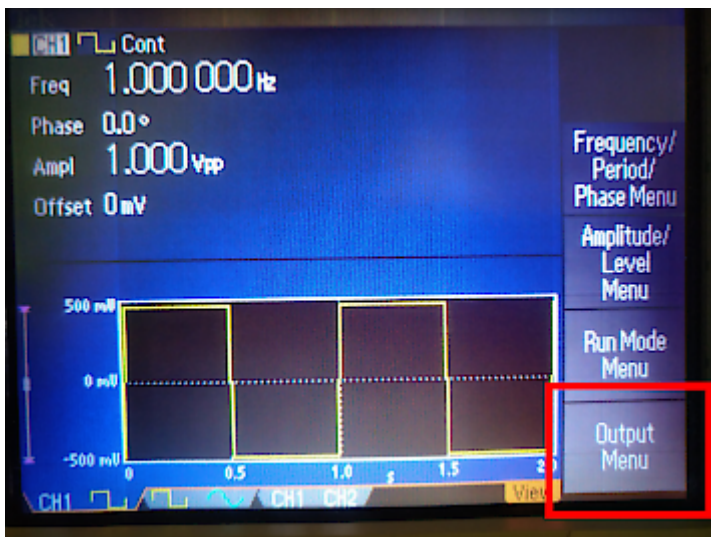 CH1 Cont
Freq 1.000 000 Hz
Phase 0.0°
Ampl 1.000 Vpp
Offset 0 mV
Frequency/
Period/
Phase Menu
Amplitude/
Level
Menu
Run Mode
Menu
Output
Menu
500 mV
0 mV
-500 mV
0 0.5 1.0 s 1.5
CH1 CH1 CH2 View